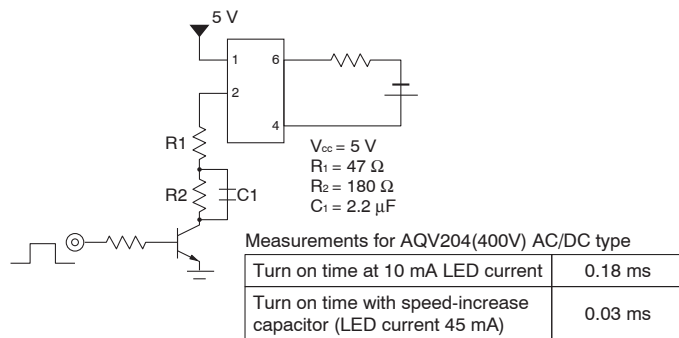 5 V
1
6
2
4
R1
R2
C1
Vcc = 5 V
R1 = 47 Ω
R2 = 180 Ω
C1 = 2.2 μF
Measurements for AQV204(400V) AC/DC type
Turn on time at 10 mA LED current 0.18 ms
Turn on time with speed-increase
capacitor (LED current 45 mA) 0.03 ms